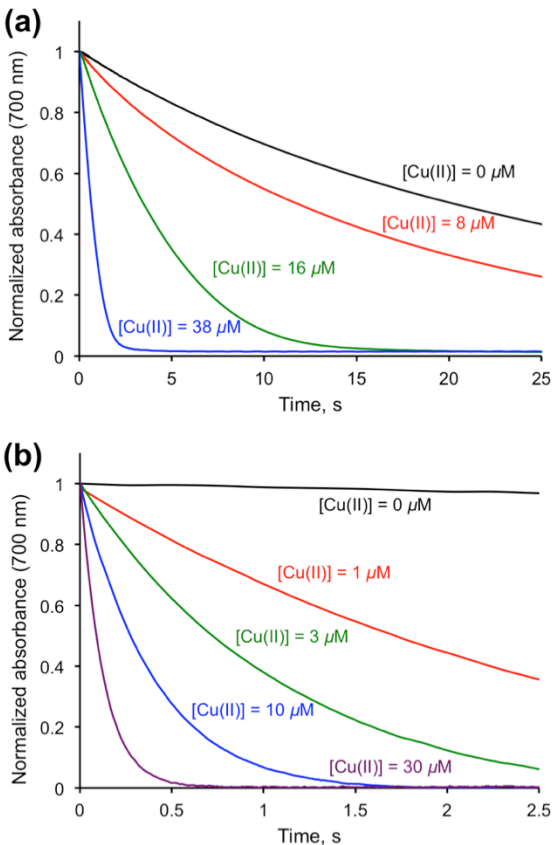 (a)
Normalized absorbance (700 nm)
1
0.8
0.6
0.4
0.2
0
[Cu(II)] = 0 µM
[Cu(II)] = 8 µM
[Cu(II)] = 16 µM
[Cu(II)] = 38 µM
0 5 10 15 20 25
Time, s
(b)
Normalized absorbance (700 nm)
1
0.8
0.6
0.4
0.2
0
[Cu(II)] = 0 µM
[Cu(II)] = 1 µM
[Cu(II)] = 3 µM
[Cu(II)] = 10 µM
[Cu(II)] = 30 µM
0 0.5 1 1.5 2 2.5
Time, s